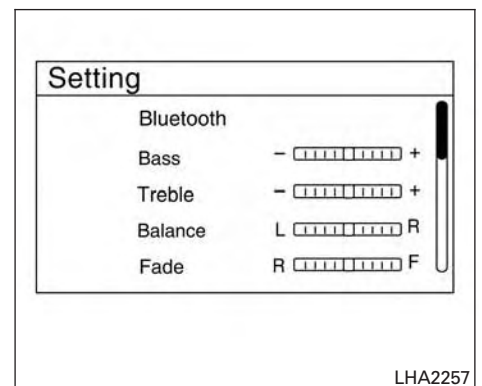 Setting
Bluetooth
Bass - +
Treble - +
Balance L R
Fade R F
LHA2257